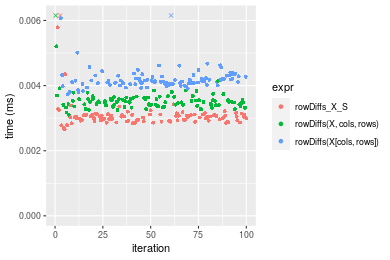 0.006
0.004
0.002
0.000
time (ms)
0
25
50
75
100
iteration
expr
rowDiffs_X_S
rowDiffs(X, cols, rows)
rowDiffs(X[cols, rows])